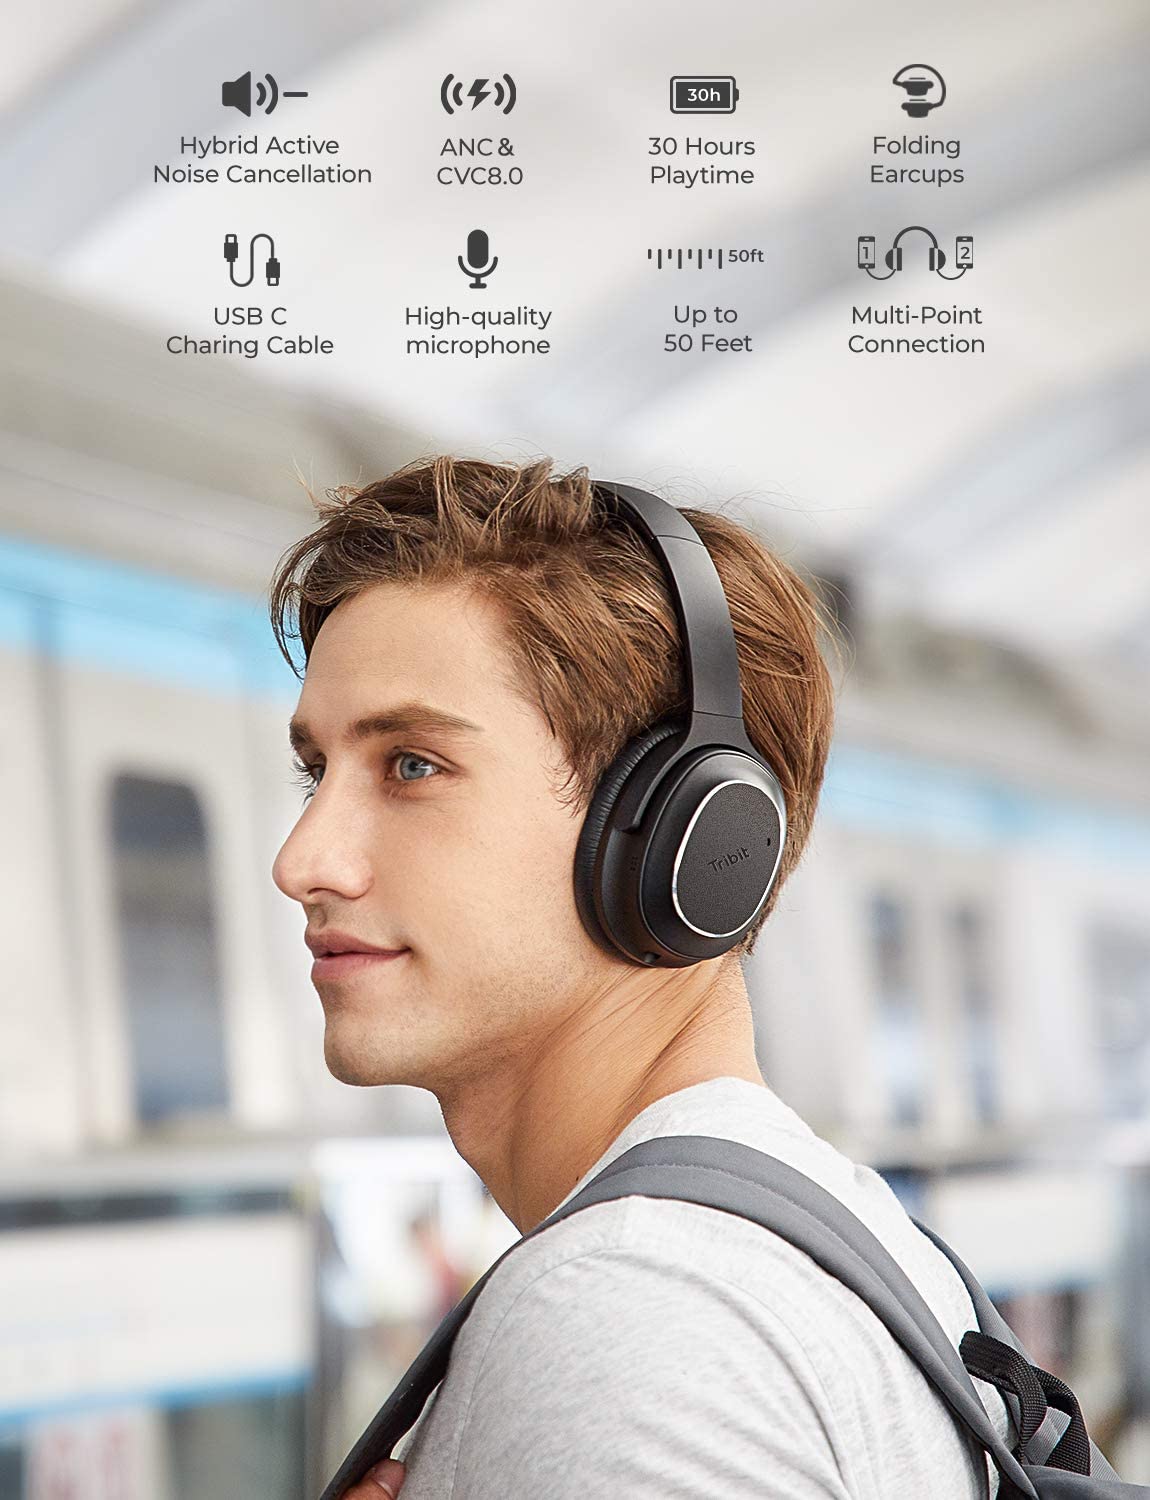 Hybrid Active
Noise Cancellation
ANC &
CVC8.0
30h
30 Hours
Playtime
Folding
Earcups
USB C
Charing Cable
High-quality
microphone
50ft
Up to
50 Feet
1
2
Multi-Point
Connection
Tribit